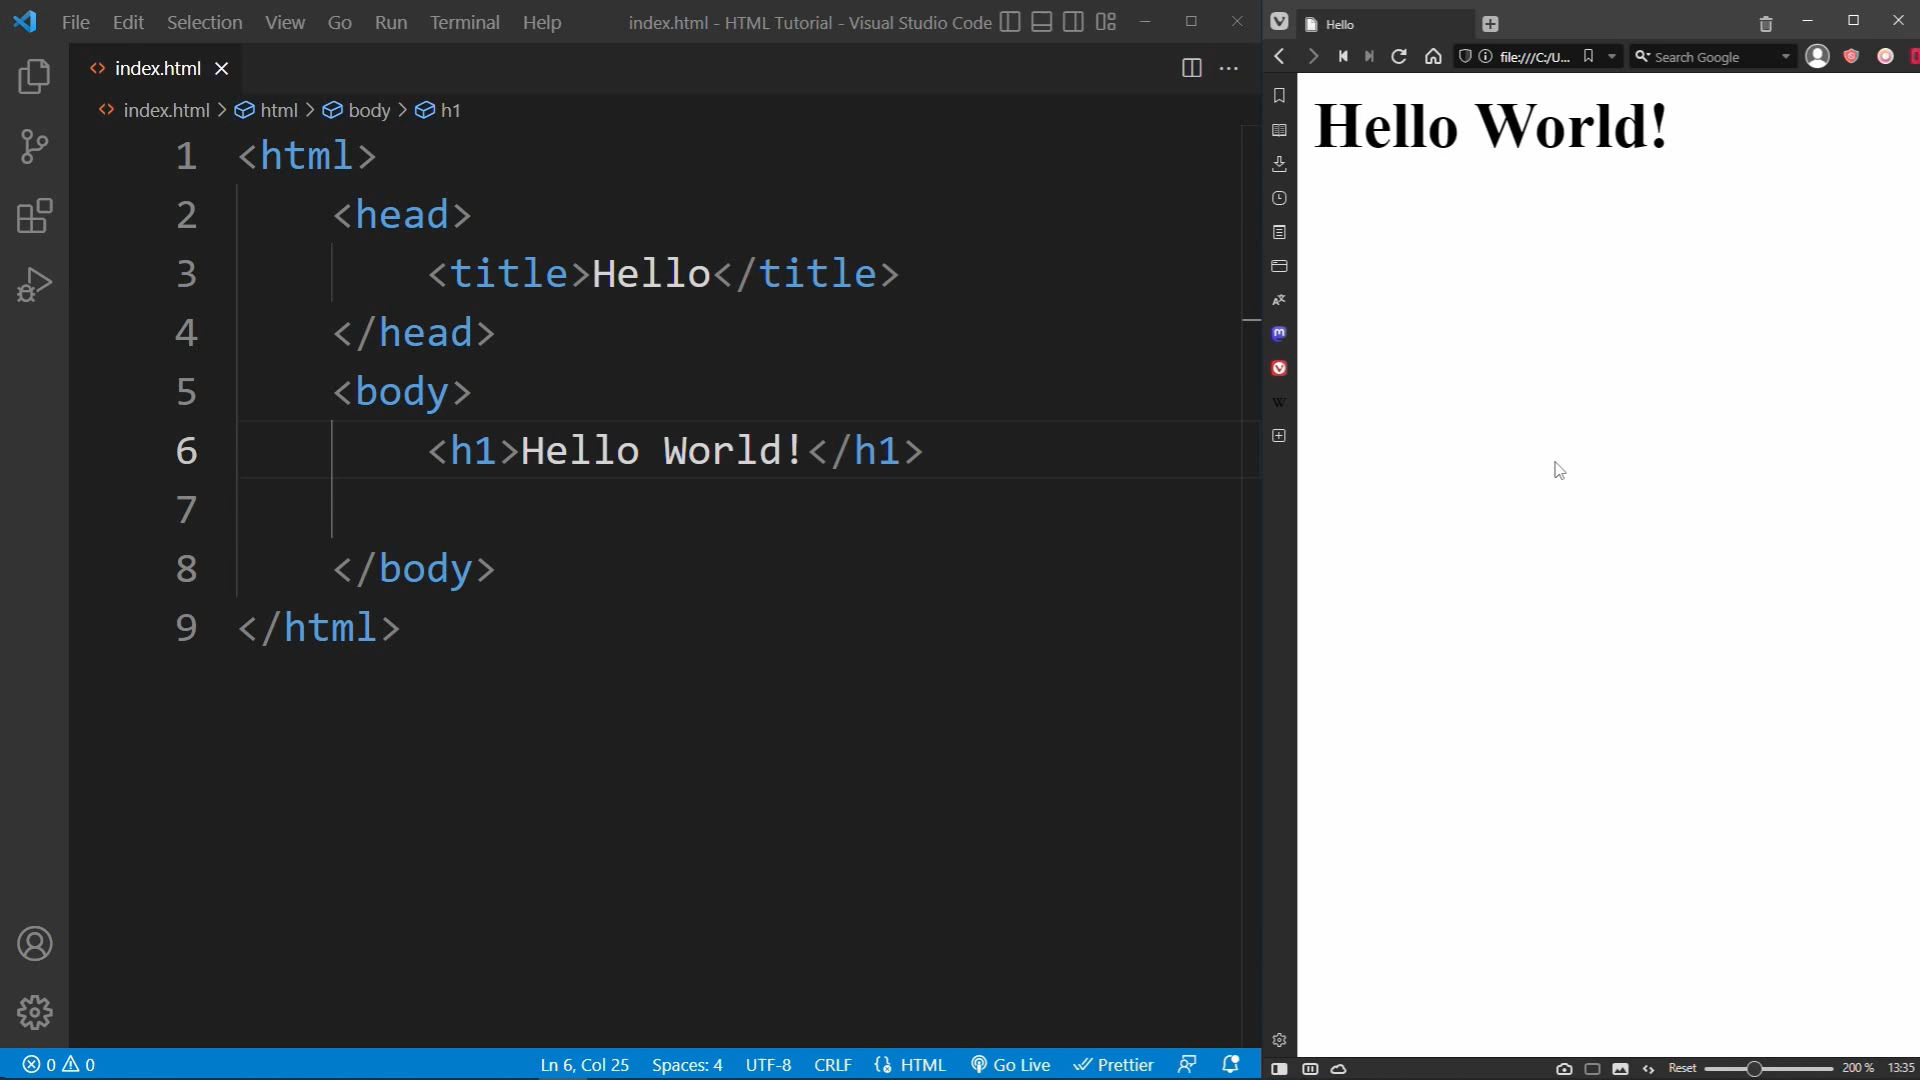 File Edit Selection View Go Run Terminal Help index.html - HTML Tutorial - Visual Studio Code
index.html
index.html > html > body > h1
1 <html>
2     <head>
3         <title>Hello</title>
4     </head>
5     <body>
6         <h1>Hello World!</h1>
7
8     </body>
9 </html>
0 0 Ln 6, Col 25 Spaces: 4 UTF-8 CRLF HTML Go Live Prettier
Hello
file:///C:/U... Search Google
Hello World!
W
Reset 200 % 13:35